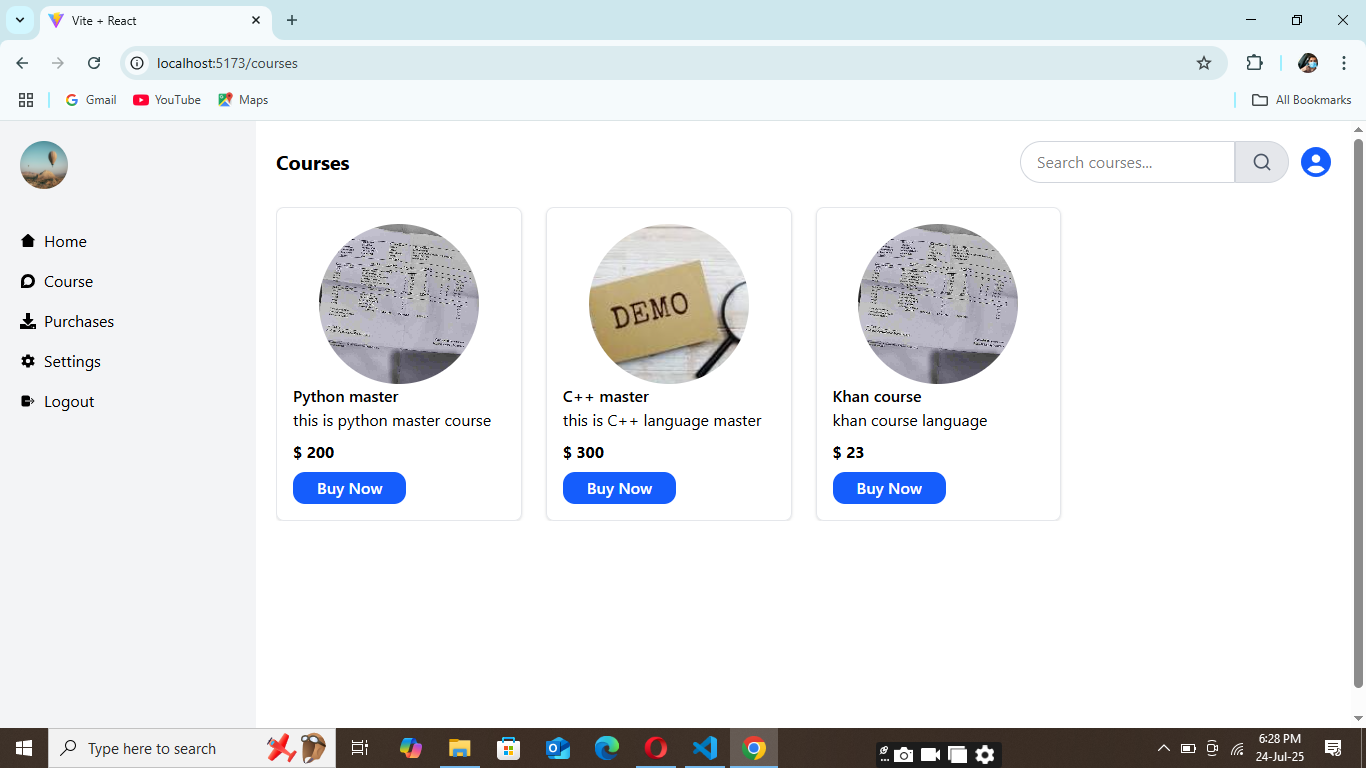 Vite + React
localhost:5173/courses
Gmail
YouTube
Maps
All Bookmarks
Courses
Search courses...
Home
Course
Purchases
Settings
Logout
DEMO
Python master
this is python master course
$ 200
Buy Now
C++ master
this is C++ language master
$ 300
Buy Now
Khan course
khan course language
$ 23
Buy Now
Type here to search
6:28 PM
24-Jul-25